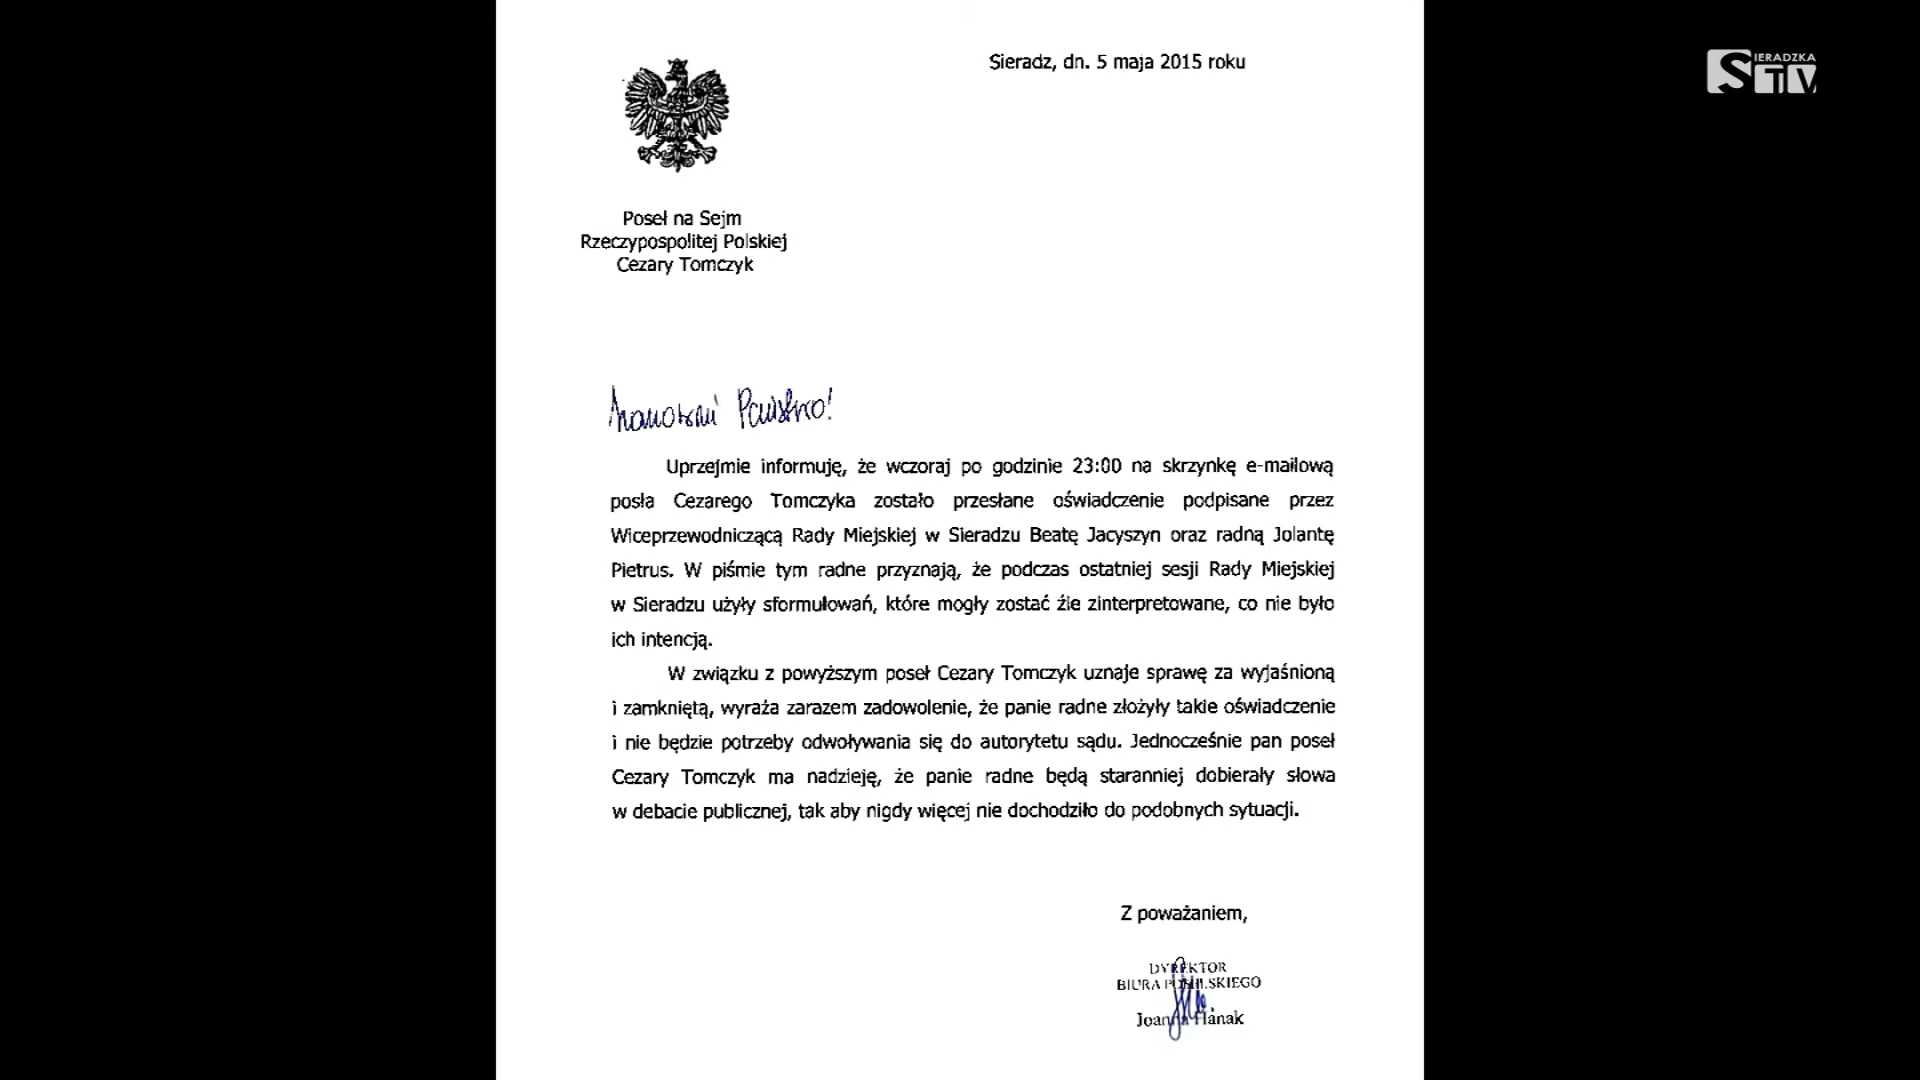 Sieradz, dn. 5 maja 2015 roku
SIERADZKA
STV
Poseł na Sejm
Rzeczypospolitej Polskiej
Cezary Tomczyk
Szanowni Państwo!
Uprzejmie informuję, że wczoraj po godzinie 23:00 na skrzynkę e-mailową
posła Cezarego Tomczyka zostało przesłane oświadczenie podpisane przez
Wiceprzewodniczącą Rady Miejskiej w Sieradzu Beatę Jacyszyn oraz radną Jolantę
Pietrus. W piśmie tym radne przyznają, że podczas ostatniej sesji Rady Miejskiej
w Sieradzu użyły sformułowań, które mogły zostać źle zinterpretowane, co nie było
ich intencją.
W związku z powyższym poseł Cezary Tomczyk uznaje sprawę za wyjaśnioną
i zamkniętą, wyraża zarazem zadowolenie, że panie radne złożyły takie oświadczenie
i nie będzie potrzeby odwoływania się do autorytetu sądu. Jednocześnie pan poseł
Cezary Tomczyk ma nadzieję, że panie radne będą staranniej dobierały słowa
w debacie publicznej, tak aby nigdy więcej nie dochodziło do podobnych sytuacji.
Z poważaniem,
DYREKTOR
BIURA POSELSKIEGO
Joanna Hanak